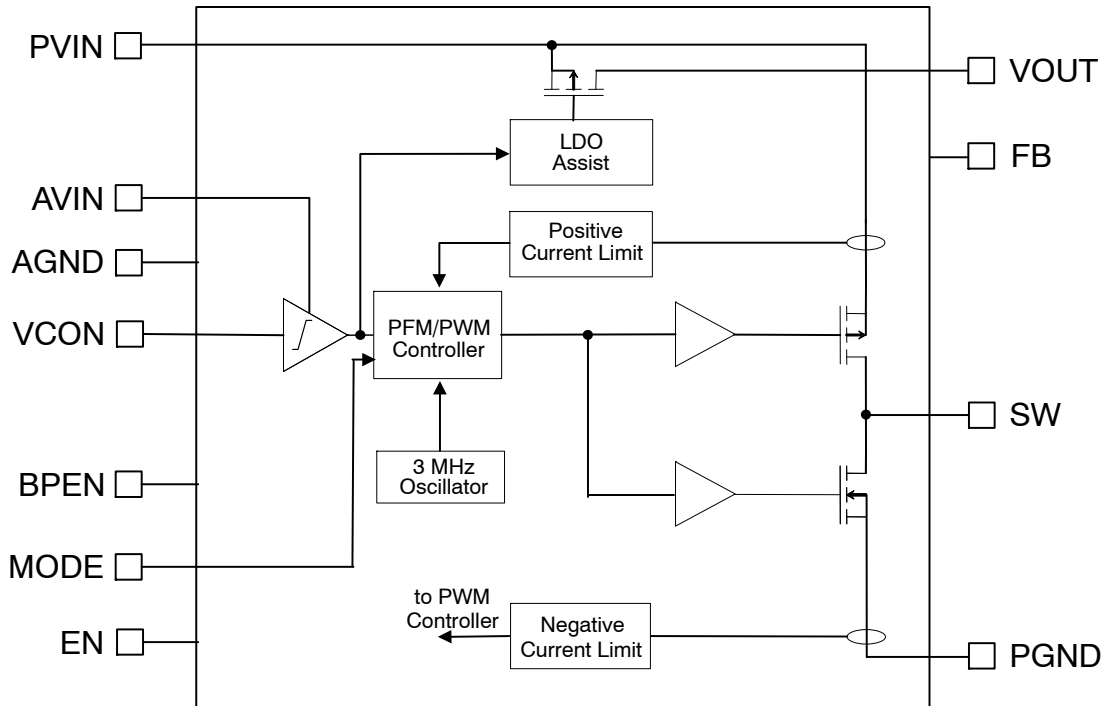 PVIN
VOUT
LDO
Assist
FB
AVIN
Positive
Current Limit
AGND
VCON
PFM/PWM
Controller
SW
3 MHz
Oscillator
BPEN
MODE
to PWM
Controller
Negative
Current Limit
EN
PGND